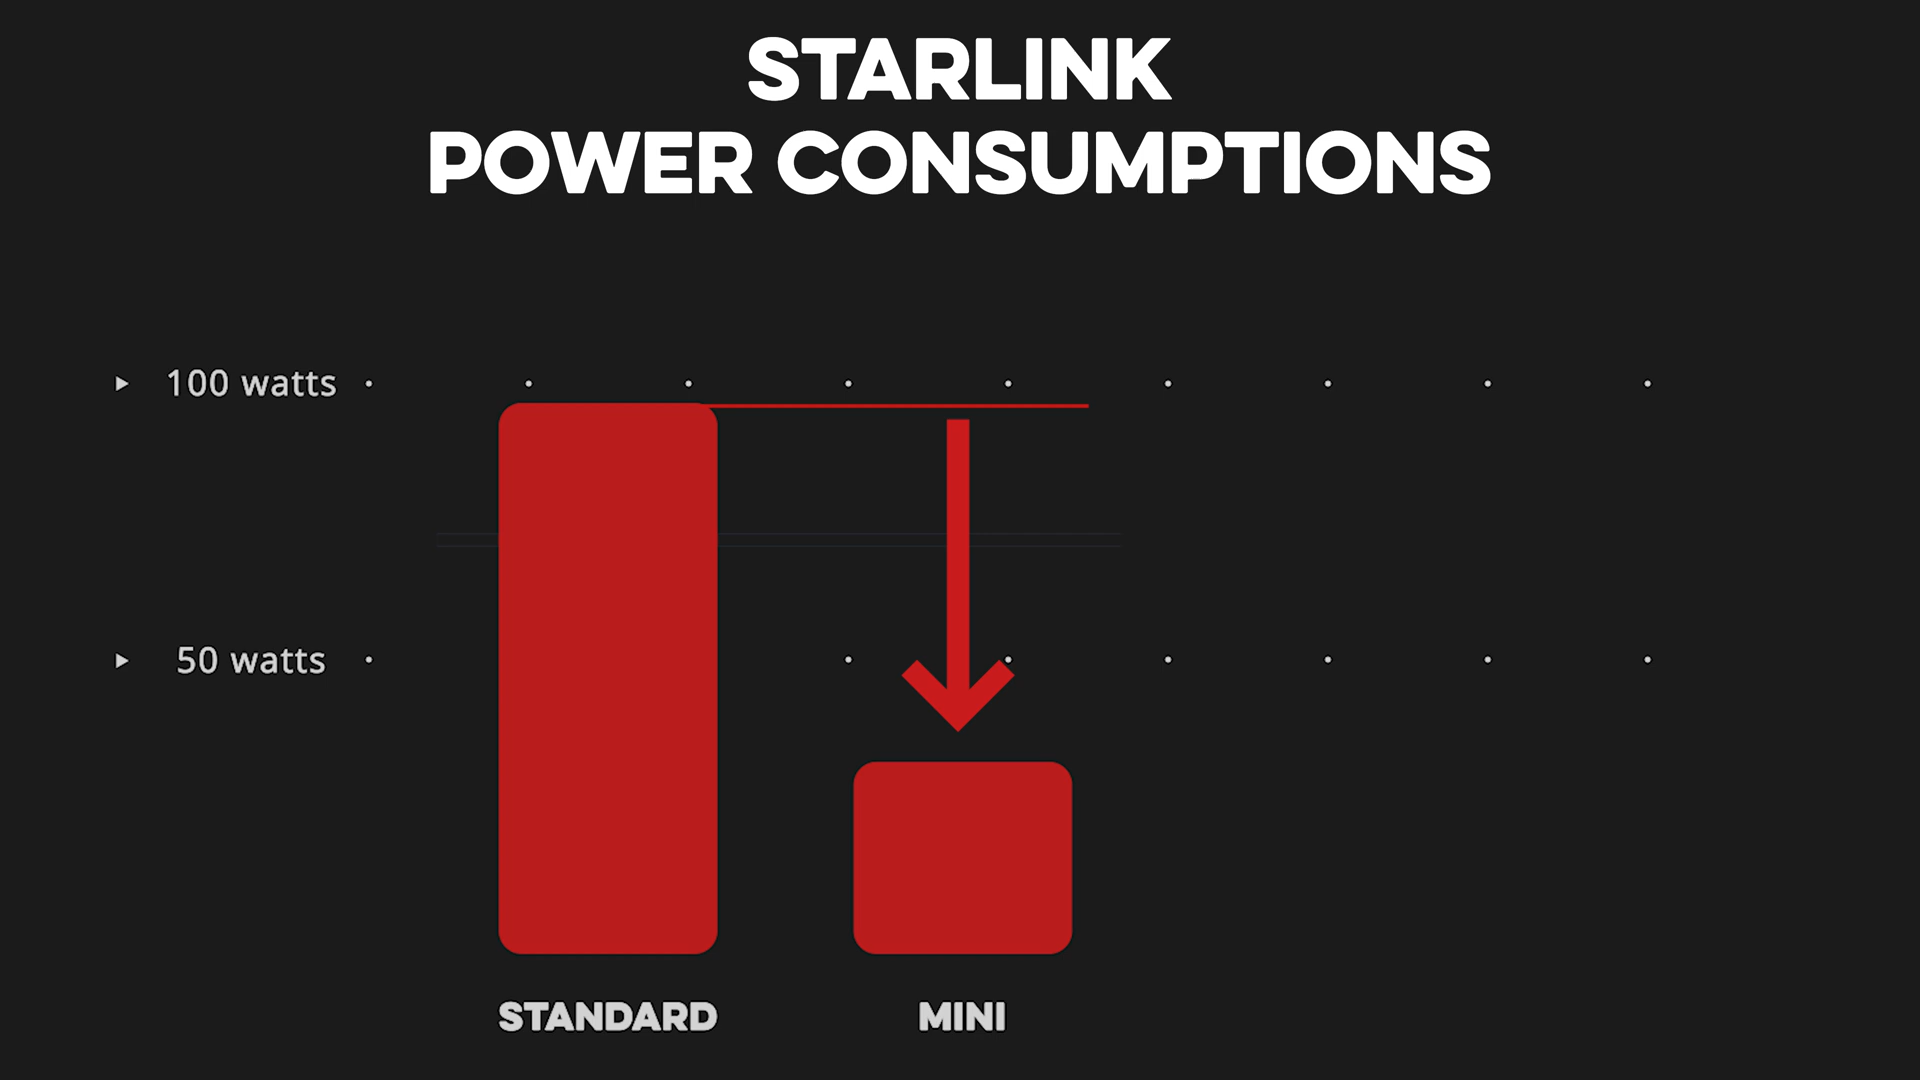 STARLINK
POWER CONSUMPTIONS
100 watts
50 watts
STANDARD
MINI